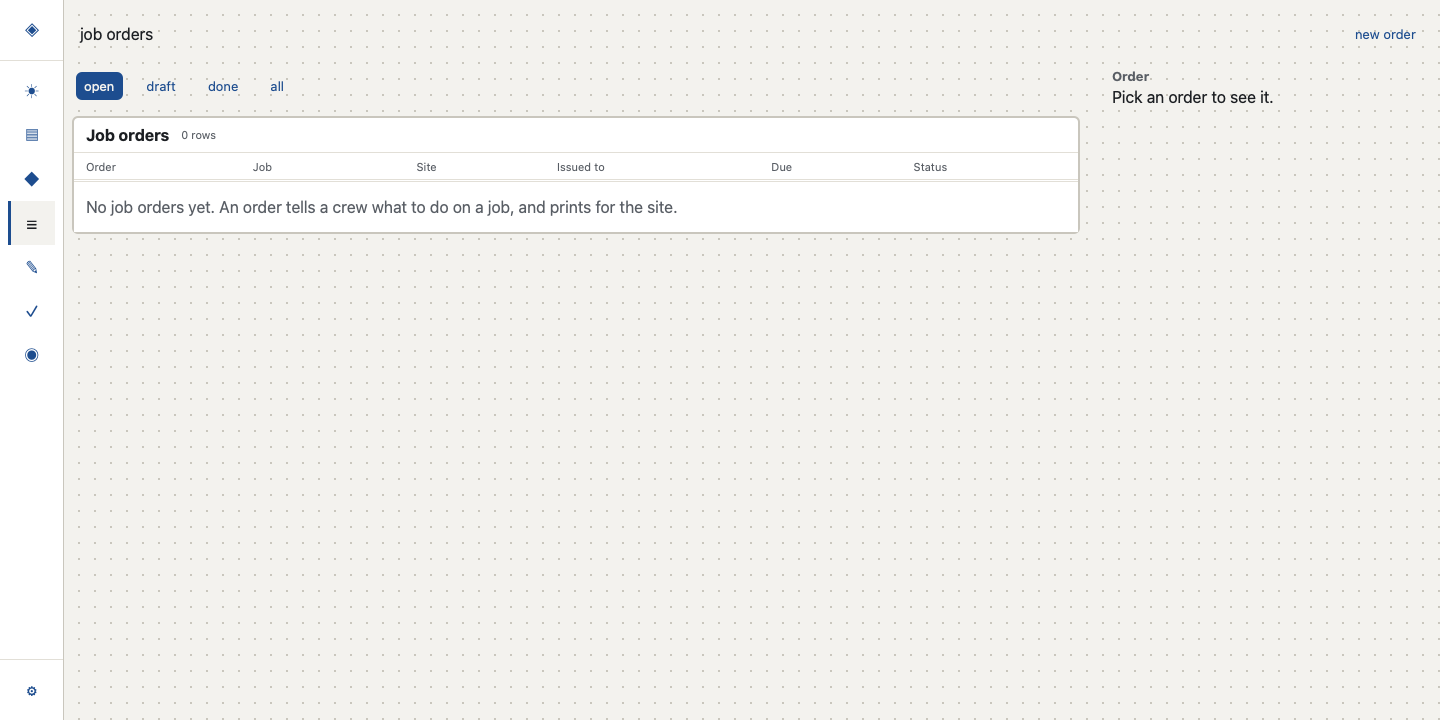 job orders
new order
open draft done all
Order
Pick an order to see it.
Job orders 0 rows
Order Job Site Issued to Due Status
No job orders yet. An order tells a crew what to do on a job, and prints for the site.